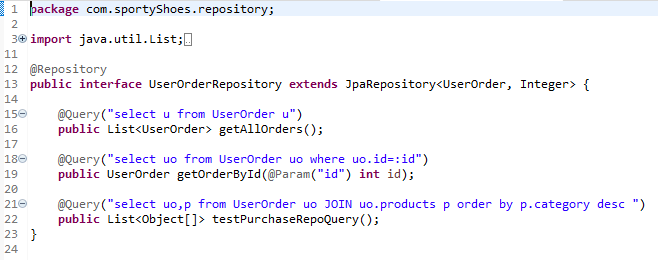 1 package com.sportyShoes.repository;
2
3 import java.util.List;
11
12 @Repository
13 public interface UserOrderRepository extends JpaRepository<UserOrder, Integer> {
14
15 @Query("select u from UserOrder u")
16 public List<UserOrder> getAllOrders();
17
18 @Query("select uo from UserOrder uo where uo.id=:id")
19 public UserOrder getOrderById(@Param("id") int id);
20
21 @Query("select uo,p from UserOrder uo JOIN uo.products p order by p.category desc ")
22 public List<Object[]> testPurchaseRepoQuery();
23 }
24